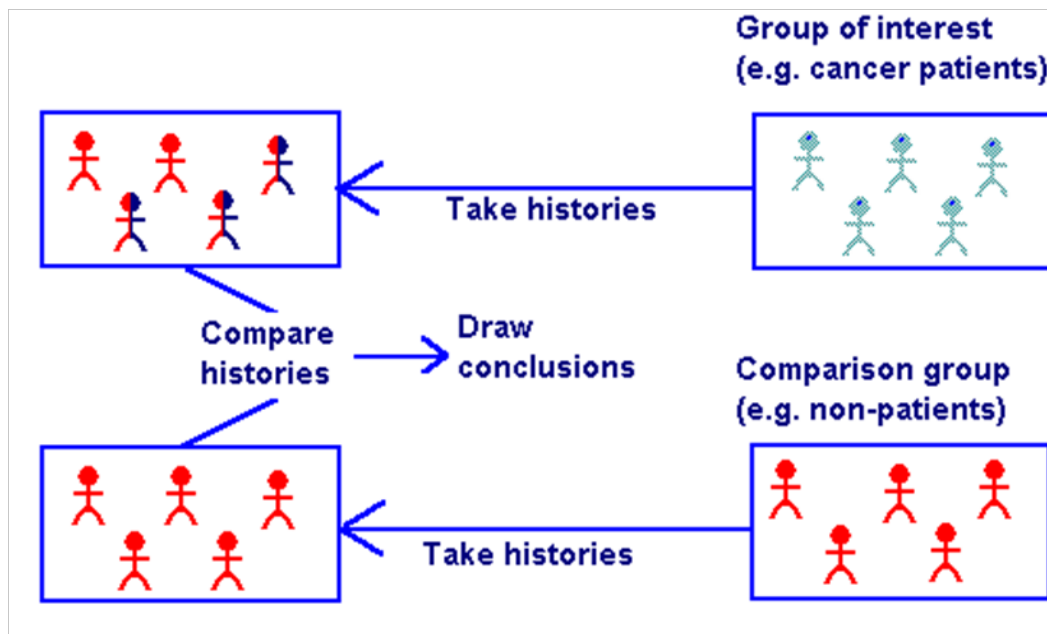 Group of interest
(e.g. cancer patients)
Take histories
Compare
histories
Draw
conclusions
Comparison group
(e.g. non-patients)
Take histories